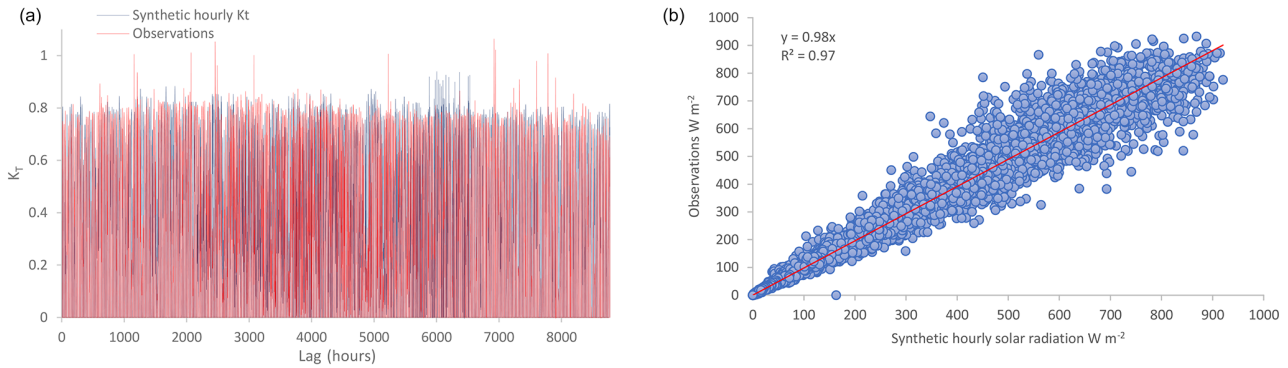 (a)
Synthetic hourly Kt
Observations
1
0.8
0.6
0.4
0.2
0
K_T
0 1000 2000 3000 4000 5000 6000 7000 8000
Lag (hours)
(b)
y = 0.98x
R² = 0.97
1000
900
800
700
600
500
400
300
200
100
0
Observations W m⁻²
0 100 200 300 400 500 600 700 800 900 1000
Synthetic hourly solar radiation W m⁻²